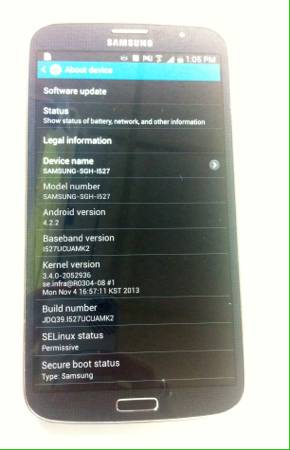 SAMSUNG
1:05 PM
About device
Software update
Status
Show status of battery, network, and other information
Legal information
Device name
SAMSUNG-SGH-I527
Model number
SAMSUNG-SGH-I527
Android version
4.2.2
Baseband version
I527UCUAMK2
Kernel version
3.4.0-2052936
se.infra@R0304-08 #1
Mon Nov 4 16:57:11 KST 2013
Build number
JDQ39.I527UCUAMK2
SELinux status
Permissive
Secure boot status
Type: Samsung